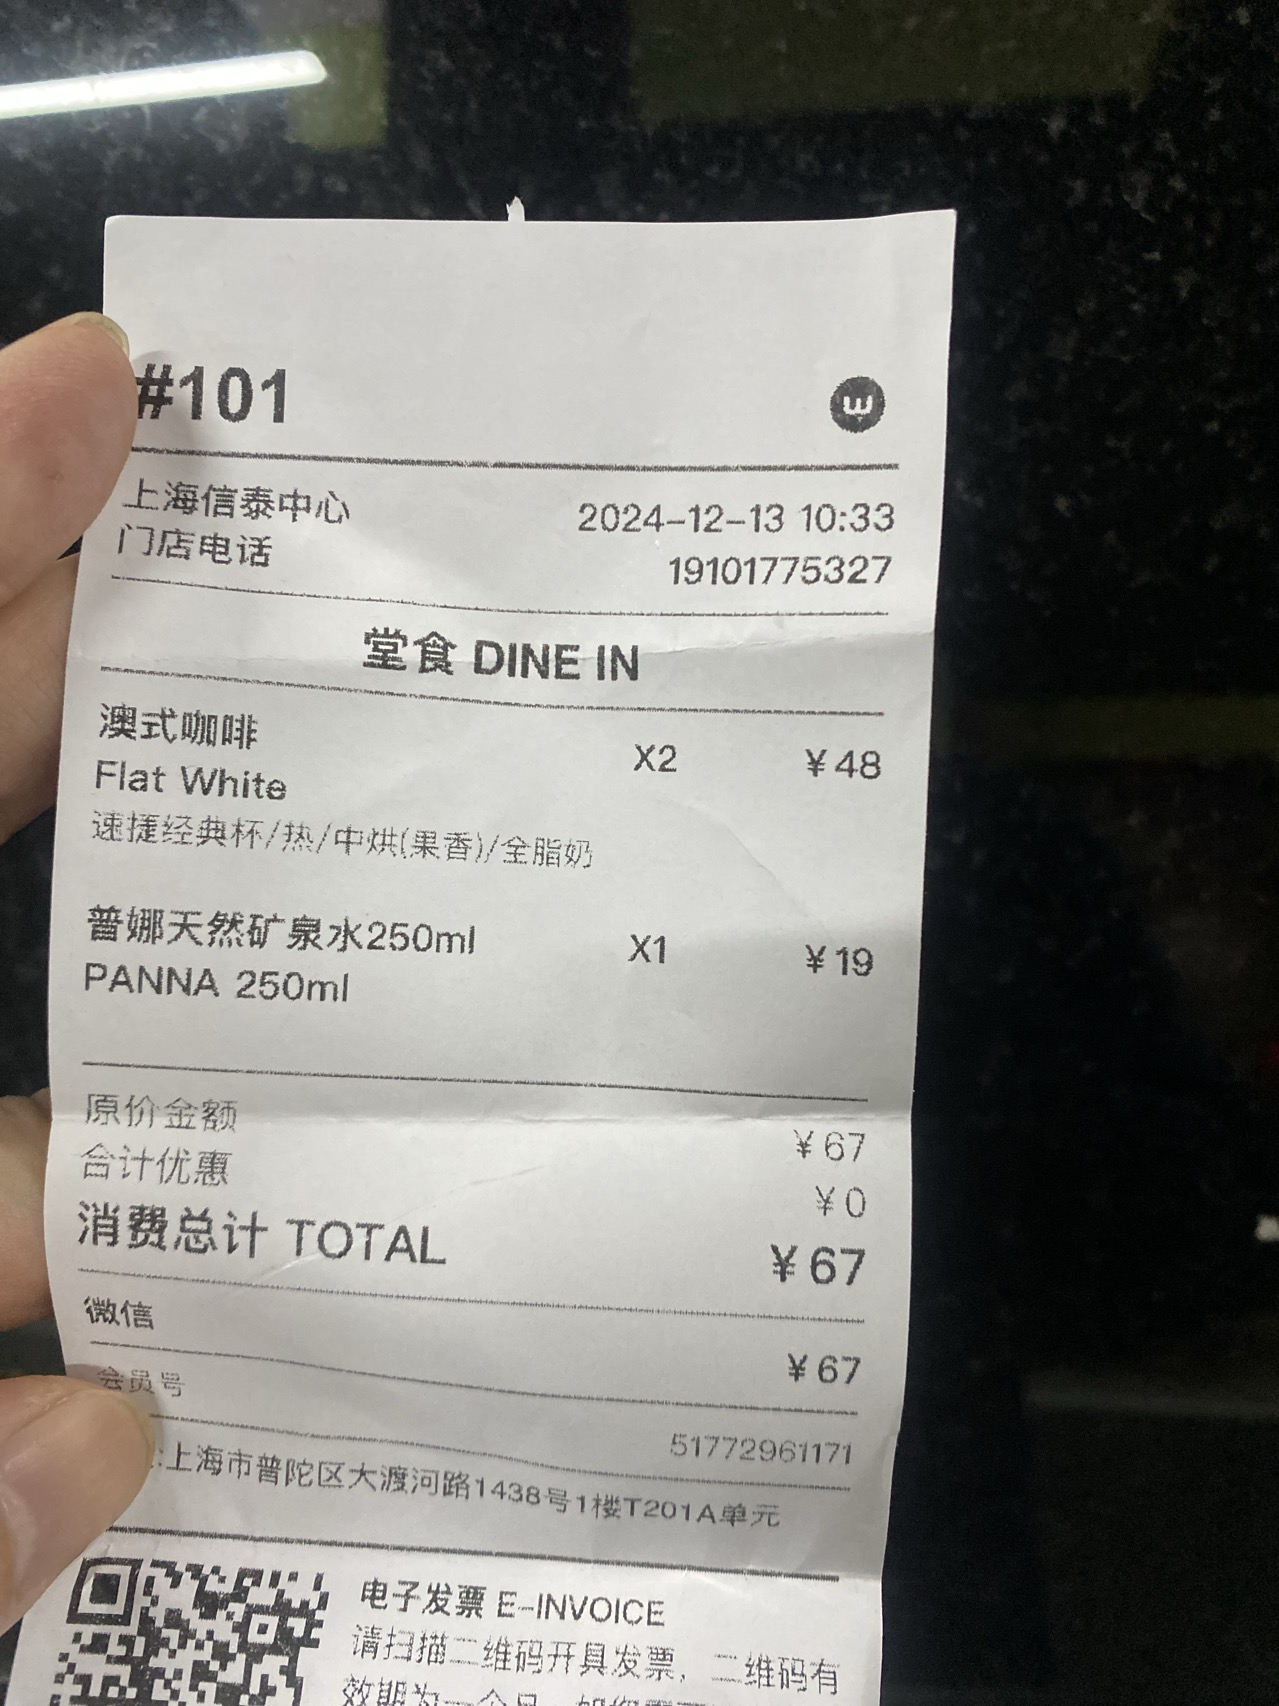 #101
上海信泰中心 2024-12-13 10:33
门店电话 19101775327
堂食 DINE IN
澳式咖啡
Flat White X2 ¥48
速捷经典杯/热/中烘(果香)/全脂奶
普娜天然矿泉水250ml X1 ¥19
PANNA 250ml
原价金额 ¥67
合计优惠 ¥0
消费总计 TOTAL ¥67
微信 ¥67
会员号 51772961171
:上海市普陀区大渡河路1438号1楼T201A单元
电子发票 E-INVOICE
请扫描二维码开具发票，二维码有
效期为一个月